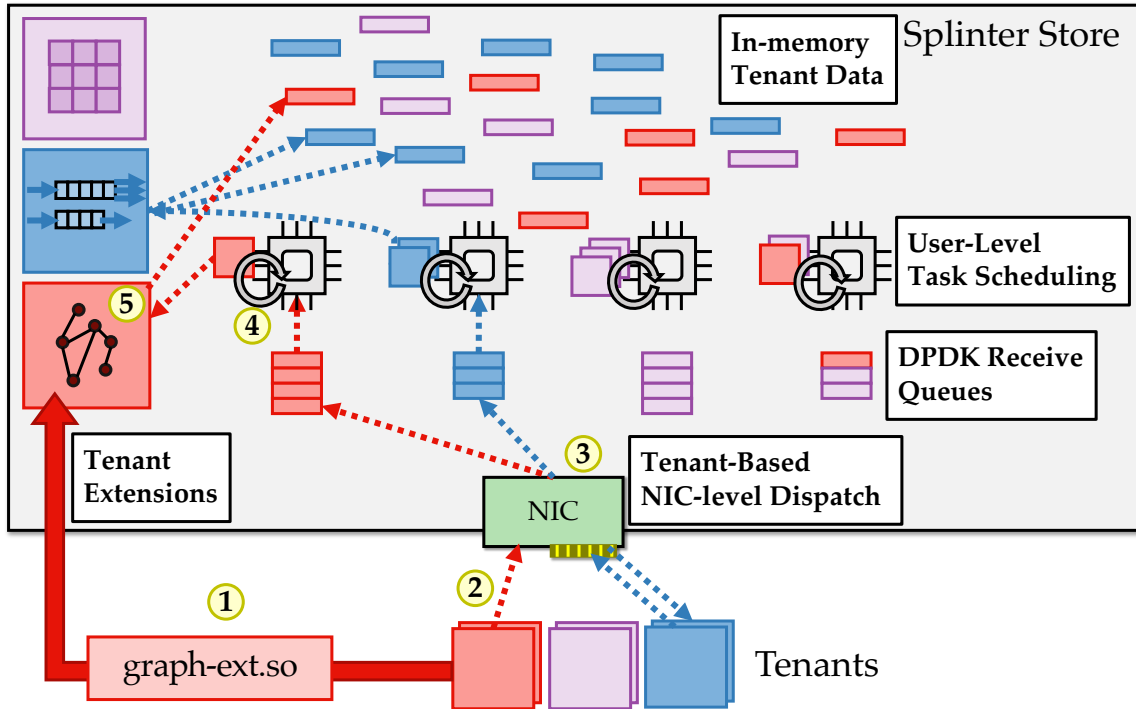 In-memory
Tenant Data
Splinter Store
User-Level
Task Scheduling
5
4
DPDK Receive
Queues
Tenant
Extensions
3
Tenant-Based
NIC-level Dispatch
NIC
1
2
graph-ext.so
Tenants